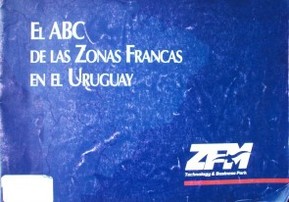 EL ABC
DE LAS ZONAS FRANCAS
EN EL URUGUAY
ZFM
Technology & Business Park